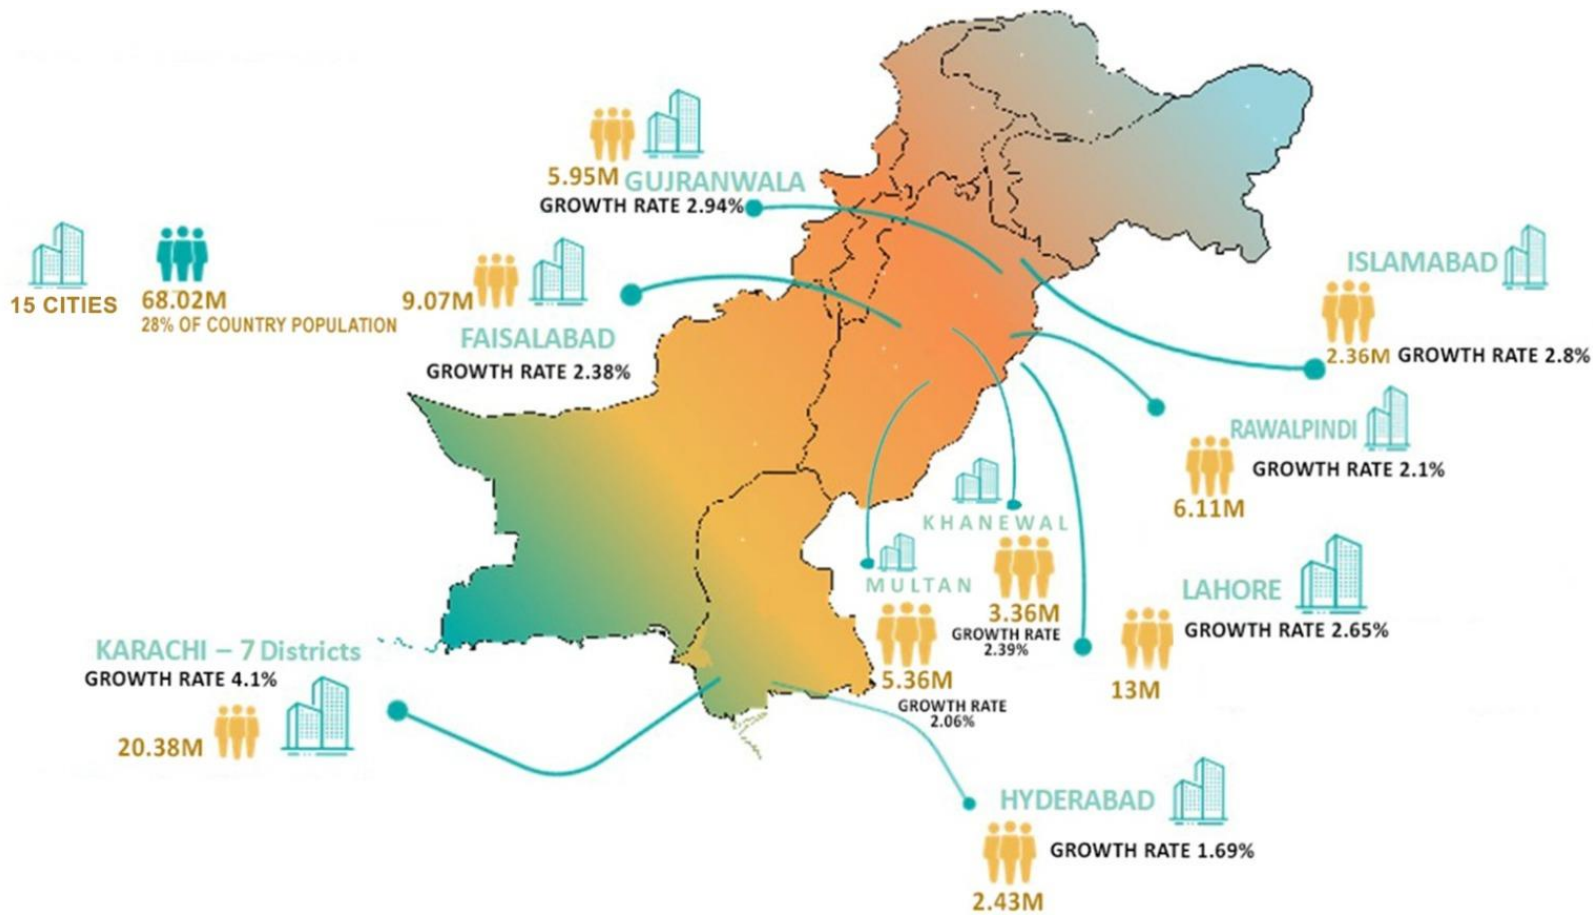 5.95M GUJRANWALA
GROWTH RATE 2.94%
15 CITIES
68.02M
28% OF COUNTRY POPULATION
9.07M
FAISALABAD
GROWTH RATE 2.38%
ISLAMABAD
2.36M GROWTH RATE 2.8%
RAWALPINDI
GROWTH RATE 2.1%
6.11M
KHANEWAL
3.36M
GROWTH RATE
2.39%
MULTAN
5.36M
GROWTH RATE
2.06%
LAHORE
GROWTH RATE 2.65%
13M
KARACHI – 7 Districts
GROWTH RATE 4.1%
20.38M
HYDERABAD
GROWTH RATE 1.69%
2.43M